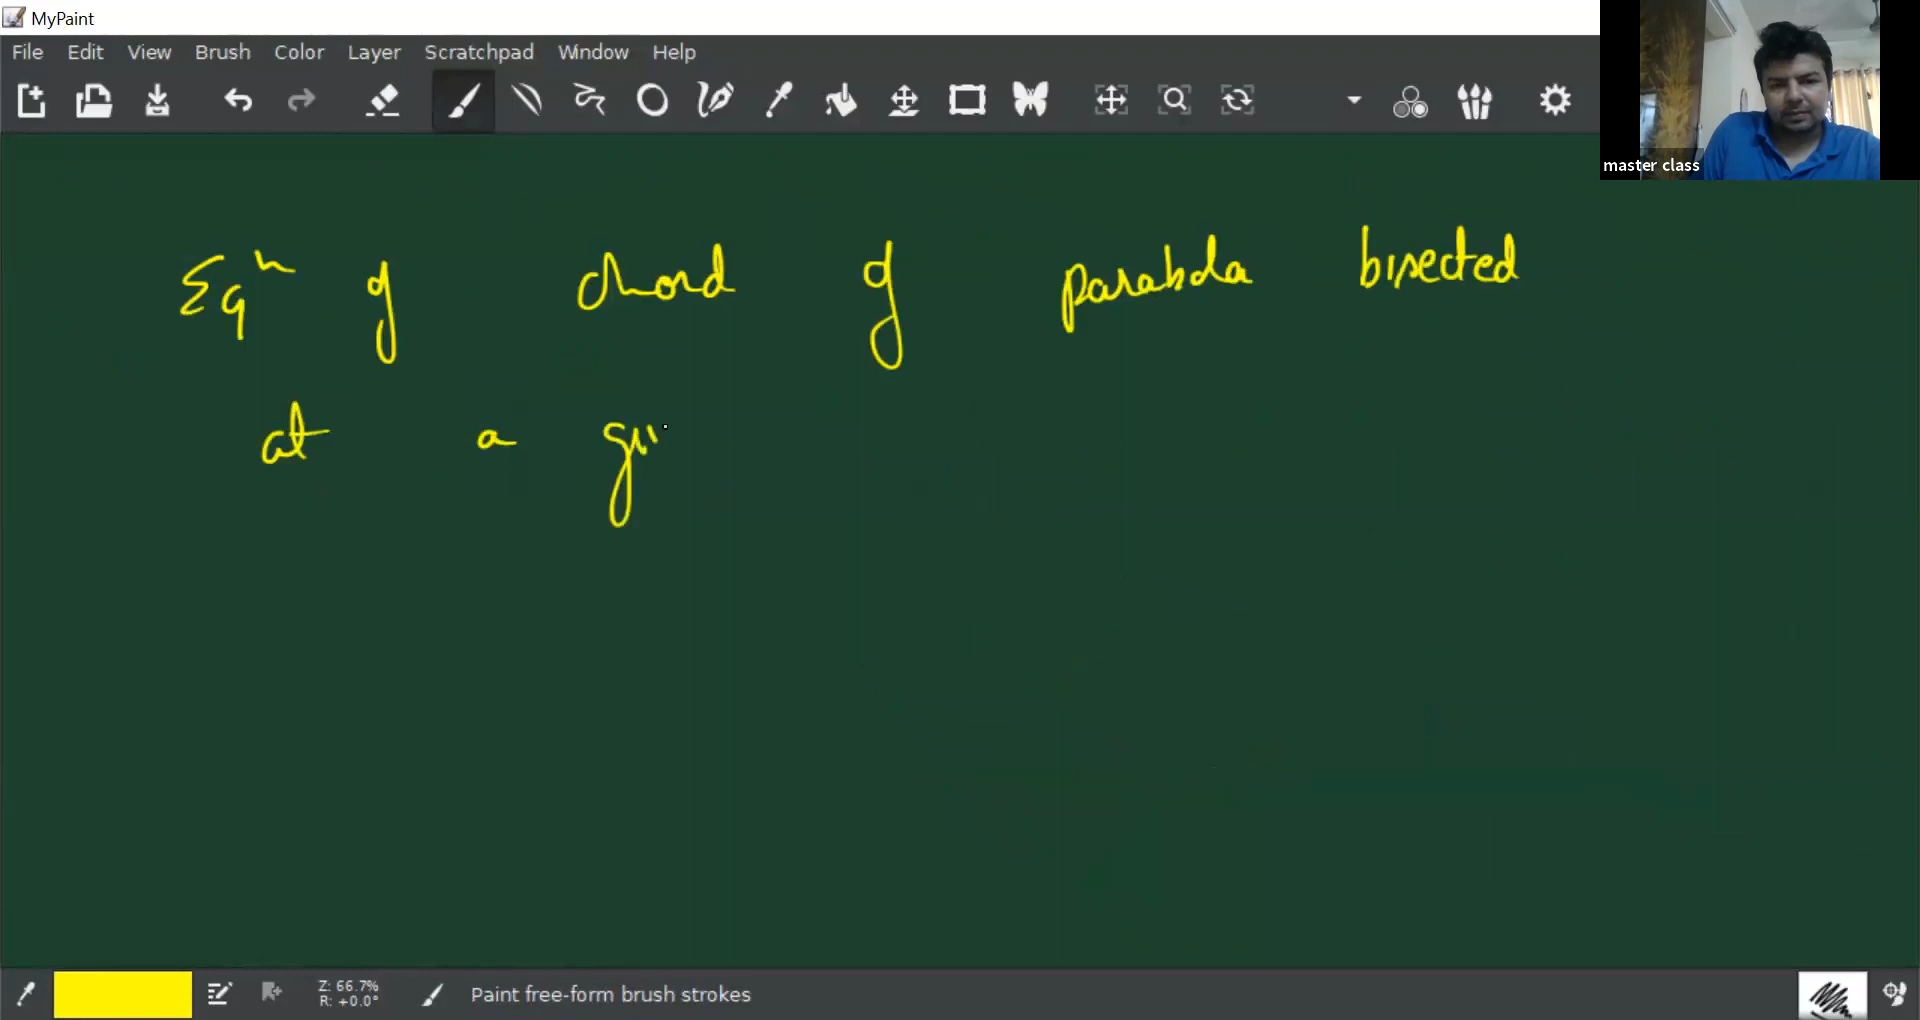 MyPaint
File Edit View Brush Color Layer Scratchpad Window Help
master class
Eqn of chord of parabola bisected
at a
Z: 66.7%
R: +0.0°
Paint free-form brush strokes